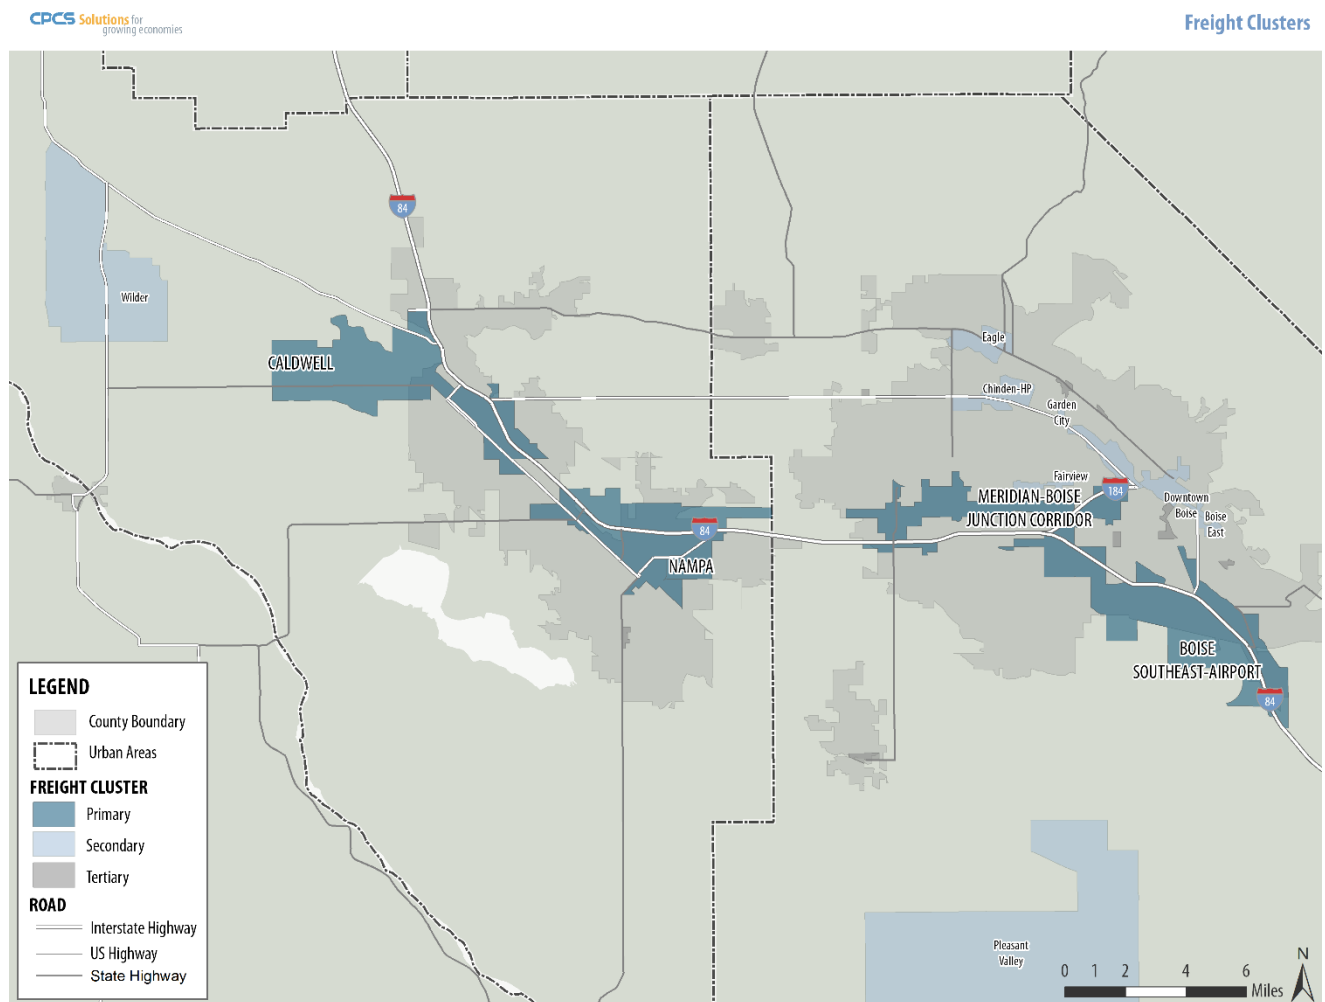 CPCS Solutions for
growing economies
Freight Clusters
84
Wilder
CALDWELL
Eagle
Chinden-HP
Garden
City
Fairview
184
MERIDIAN-BOISE
JUNCTION CORRIDOR
Downtown
Boise
Boise
East
84
NAMPA
BOISE
SOUTHEAST-AIRPORT
84
LEGEND
County Boundary
Urban Areas
FREIGHT CLUSTER
Primary
Secondary
Tertiary
ROAD
Interstate Highway
US Highway
State Highway
Pleasant
Valley
N
0 1 2 4 6
Miles